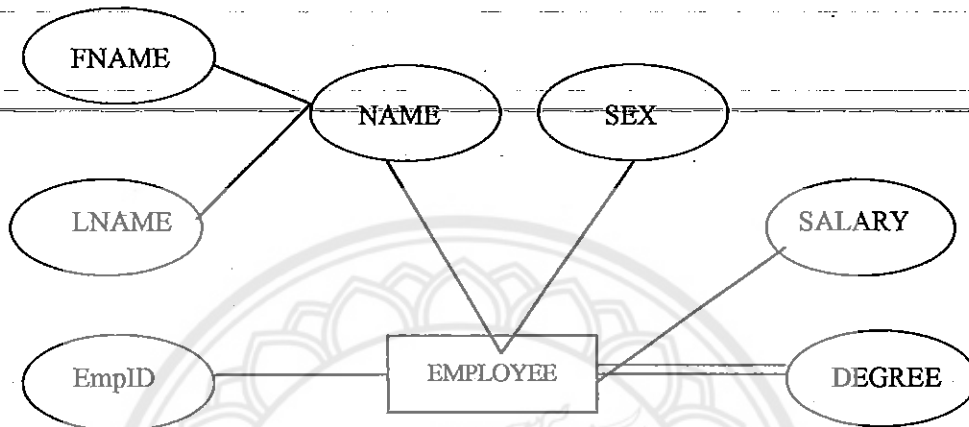 FNAME
NAME
SEX
LNAME
SALARY
EmpID
EMPLOYEE
DEGREE